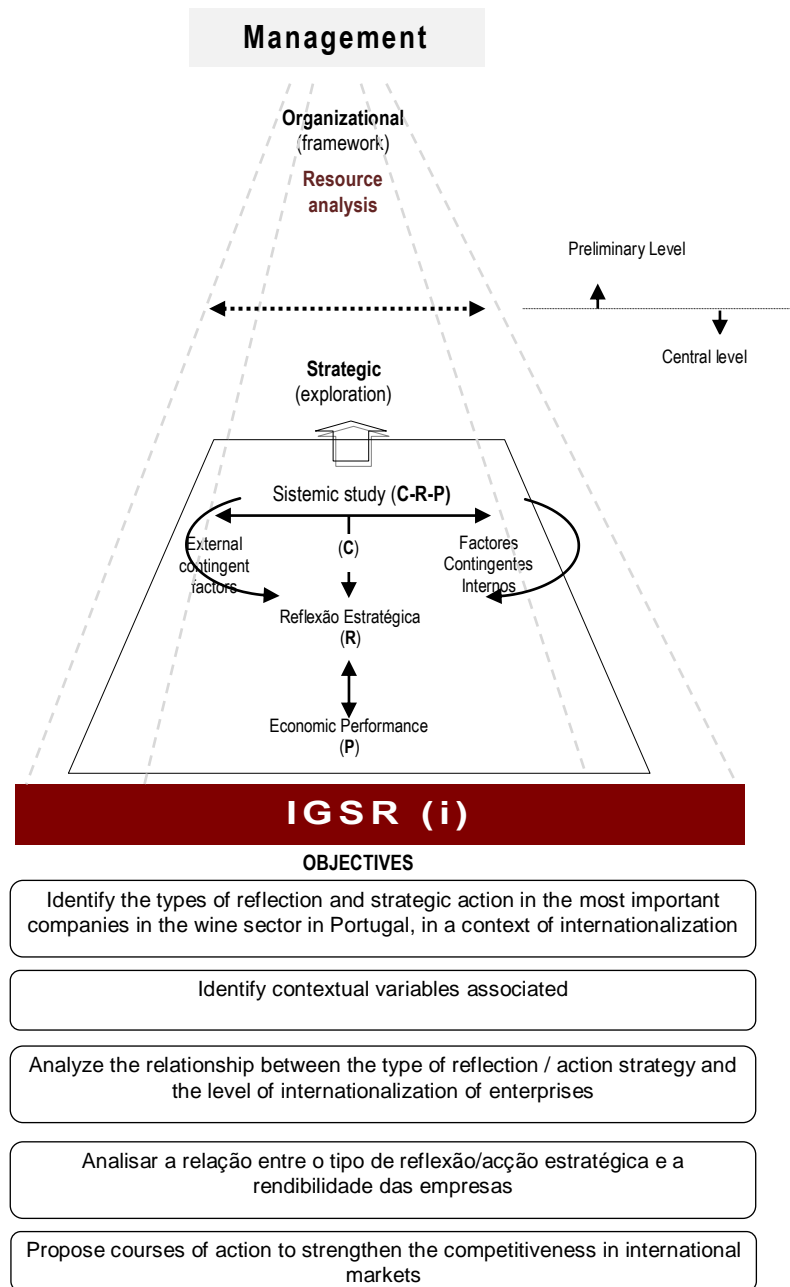 Management
Organizational
(framework)
Resource
analysis
Preliminary Level
Central level
Strategic
(exploration)
Sistemic study (C-R-P)
External
contingent
factors
(C)
Factores
Contingentes
Internos
Reflexão Estratégica
(R)
Economic Performance
(P)
IGSR (i)
OBJECTIVES
Identify the types of reflection and strategic action in the most important
companies in the wine sector in Portugal, in a context of internationalization
Identify contextual variables associated
Analyze the relationship between the type of reflection / action strategy and
the level of internationalization of enterprises
Analisar a relação entre o tipo de reflexão/acção estratégica e a
rendibilidade das empresas
Propose courses of action to strengthen the competitiveness in international
markets